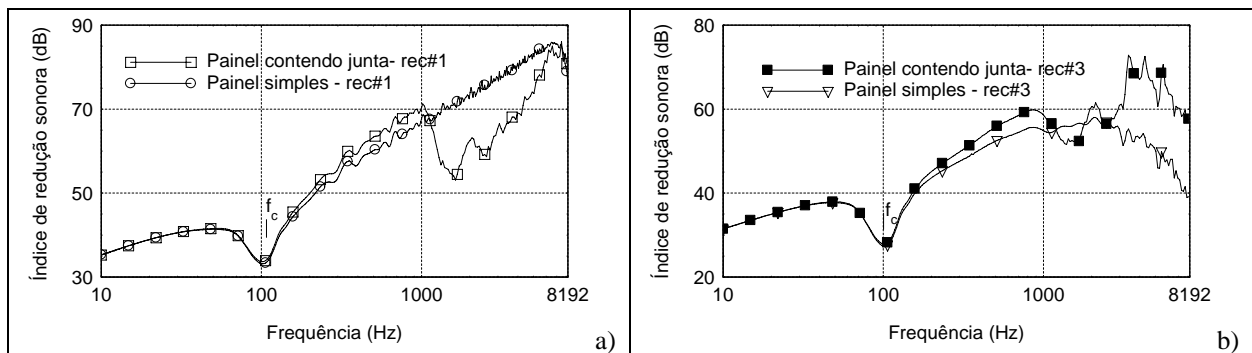 Índice de redução sonora (dB)
90
70
50
30
Painel contendo junta- rec#1
Painel simples - rec#1
f_c
10
100
1000
8192
Frequência (Hz)
a)
Índice de redução sonora (dB)
80
60
40
20
Painel contendo junta- rec#3
Painel simples - rec#3
f_c
10
100
1000
8192
Frequência (Hz)
b)